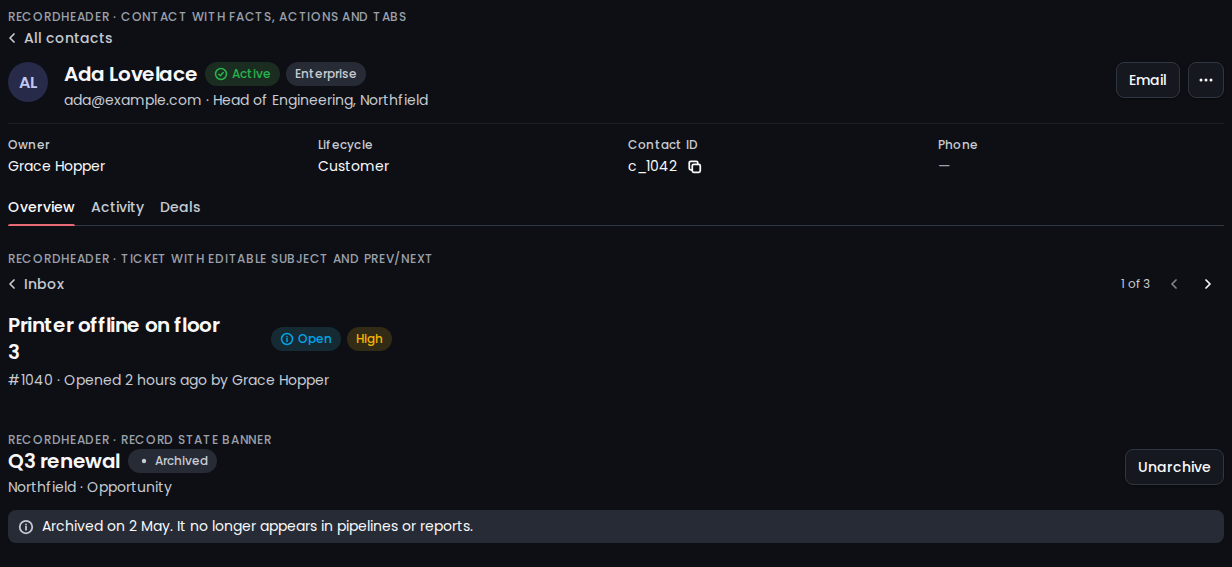 RECORDHEADER · CONTACT WITH FACTS, ACTIONS AND TABS
All contacts
AL
Ada Lovelace Active Enterprise
ada@example.com · Head of Engineering, Northfield
Email
Owner Lifecycle Contact ID Phone
Grace Hopper Customer c_1042 —
Overview Activity Deals
RECORDHEADER · TICKET WITH EDITABLE SUBJECT AND PREV/NEXT
Inbox 1 of 3
Printer offline on floor
3
Open High
#1040 · Opened 2 hours ago by Grace Hopper
RECORDHEADER · RECORD STATE BANNER
Q3 renewal Archived
Unarchive
Northfield · Opportunity
Archived on 2 May. It no longer appears in pipelines or reports.